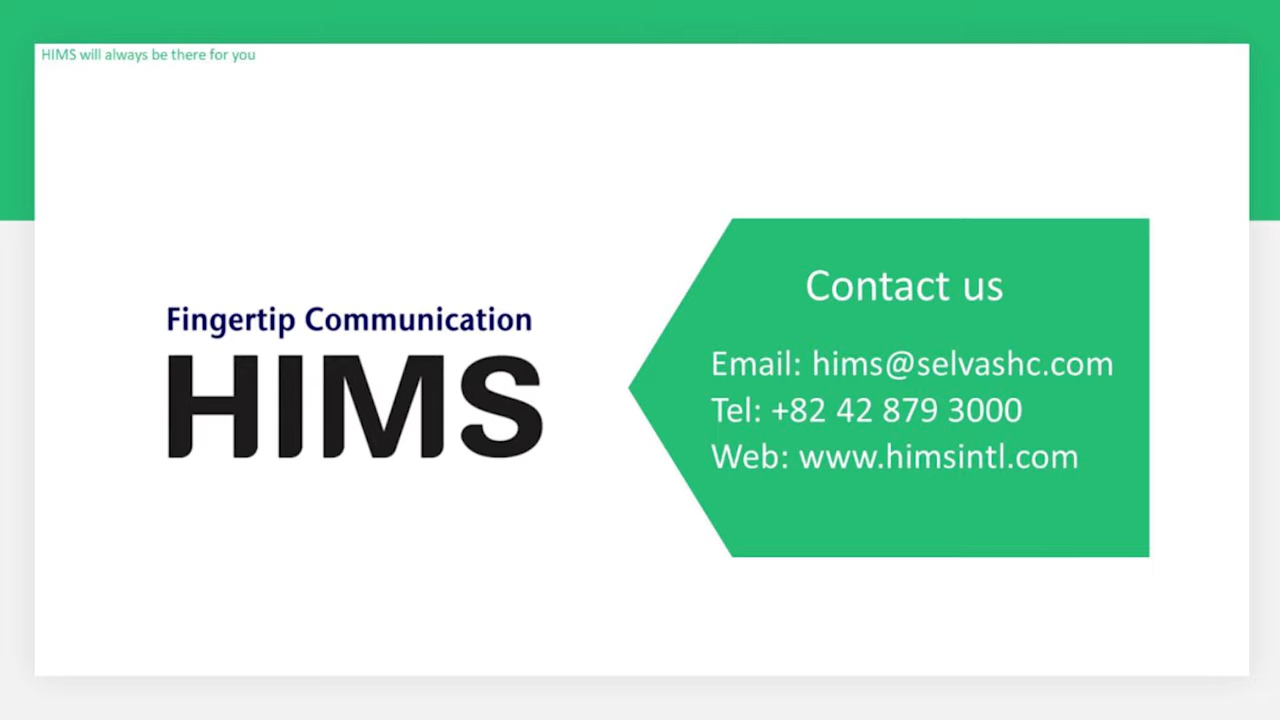 HIMS will always be there for you
Fingertip Communication
HIMS
Contact us
Email: hims@selvashc.com
Tel: +82 42 879 3000
Web: www.himsintl.com